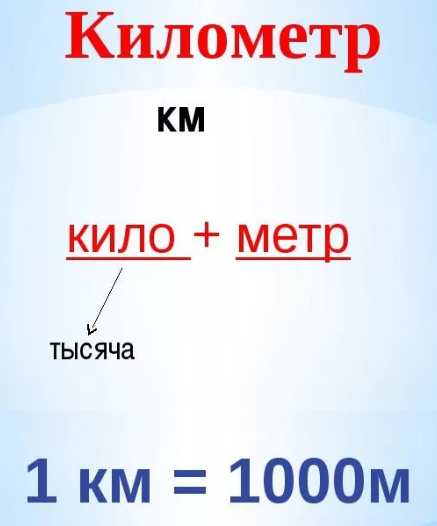 Километр
км
кило + метр
тысяча
1 км = 1000м